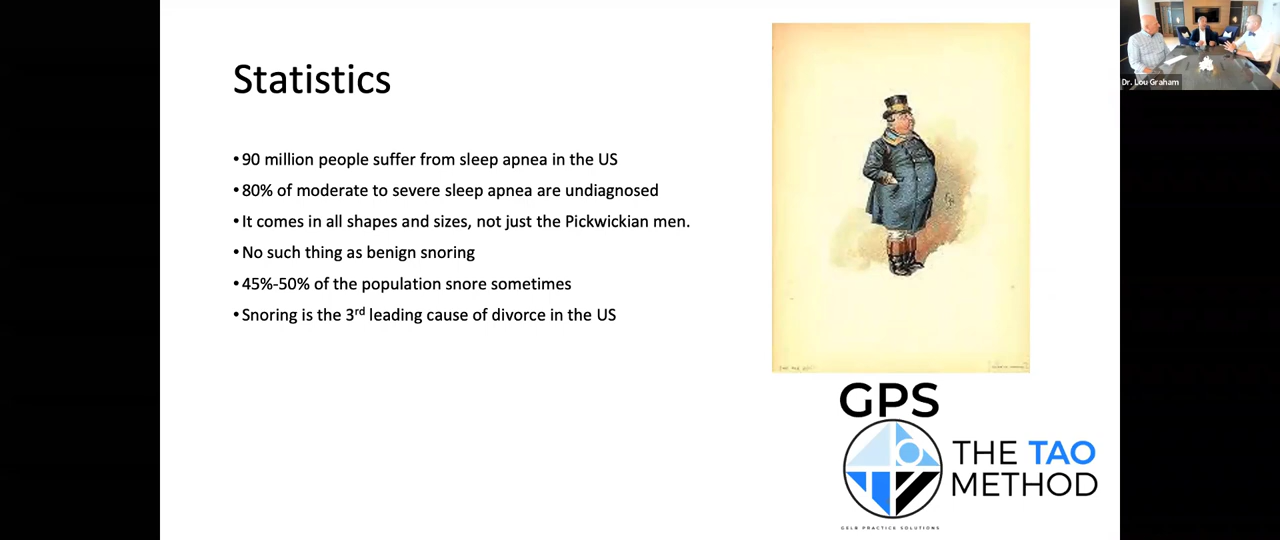 Statistics
•90 million people suffer from sleep apnea in the US
•80% of moderate to severe sleep apnea are undiagnosed
•It comes in all shapes and sizes, not just the Pickwickian men.
•No such thing as benign snoring
•45%-50% of the population snore sometimes
•Snoring is the 3rd leading cause of divorce in the US
Dr. Lou Graham
GPS
THE TAO
METHOD
GELB PRACTICE SOLUTIONS